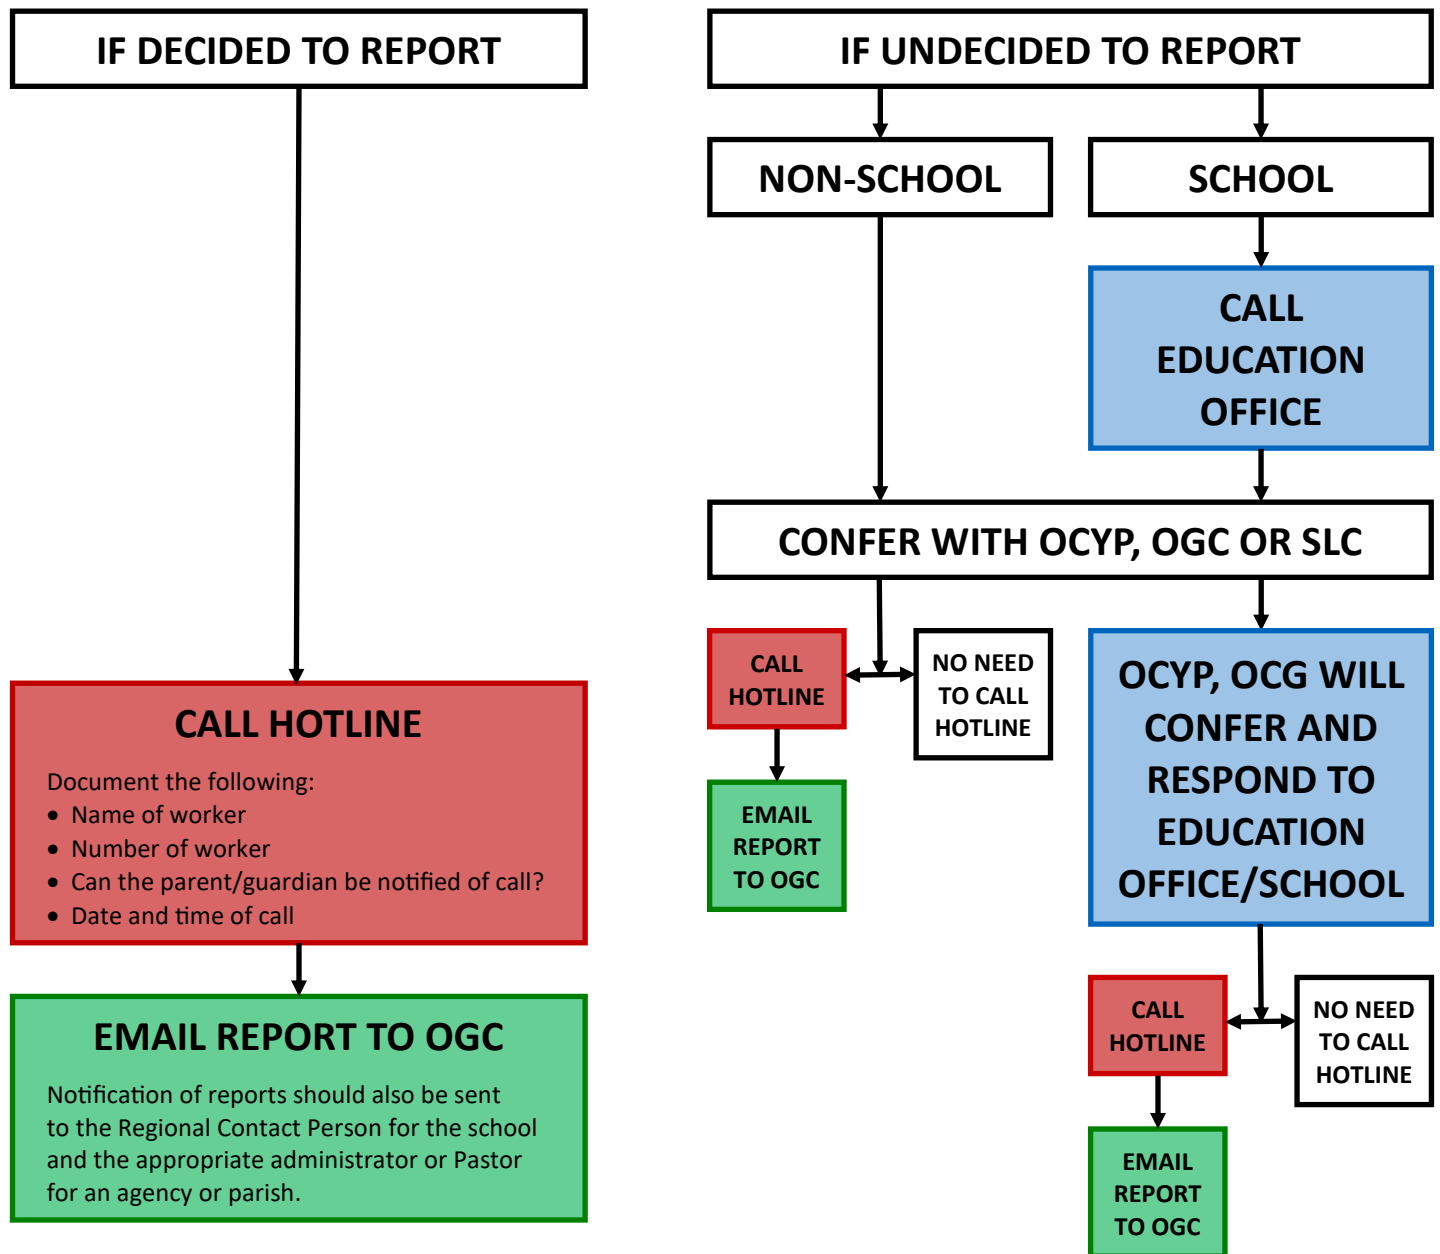 IF DECIDED TO REPORT
CALL HOTLINE
Document the following:
• Name of worker
• Number of worker
• Can the parent/guardian be notified of call?
• Date and time of call
EMAIL REPORT TO OGC
Notification of reports should also be sent
to the Regional Contact Person for the school
and the appropriate administrator or Pastor
for an agency or parish.
IF UNDECIDED TO REPORT
NON-SCHOOL
SCHOOL
CALL
EDUCATION
OFFICE
CONFER WITH OCYP, OGC OR SLC
CALL
HOTLINE
NO NEED
TO CALL
HOTLINE
EMAIL
REPORT
TO OGC
OCYP, OCG WILL
CONFER AND
RESPOND TO
EDUCATION
OFFICE/SCHOOL
CALL
HOTLINE
NO NEED
TO CALL
HOTLINE
EMAIL
REPORT
TO OGC